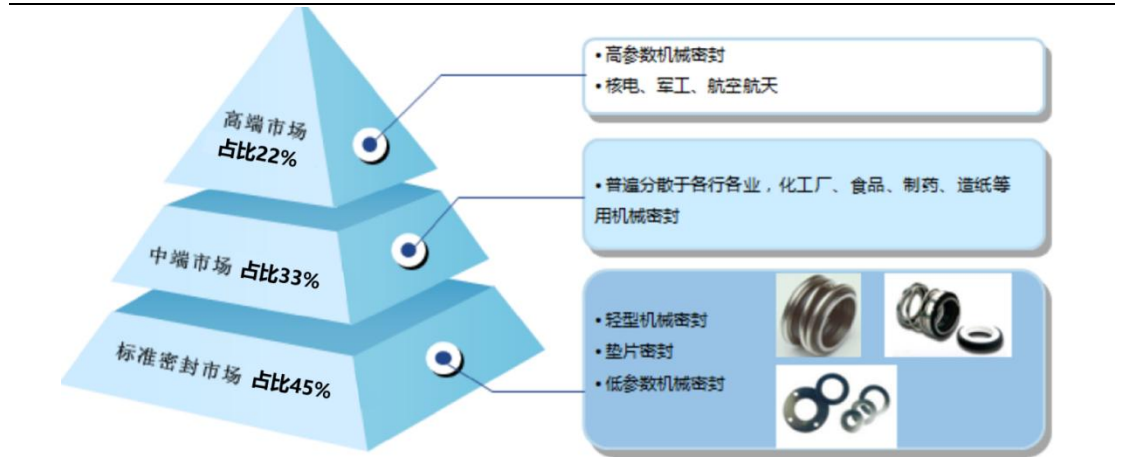 高端市场
占比22%
• 高参数机械密封
• 核电、军工、航空航天
中端市场 占比33%
• 普遍分散于各行各业，化工厂、食品、制药、造纸等
用机械密封
标准密封市场 占比45%
• 轻型机械密封
• 垫片密封
• 低参数机械密封